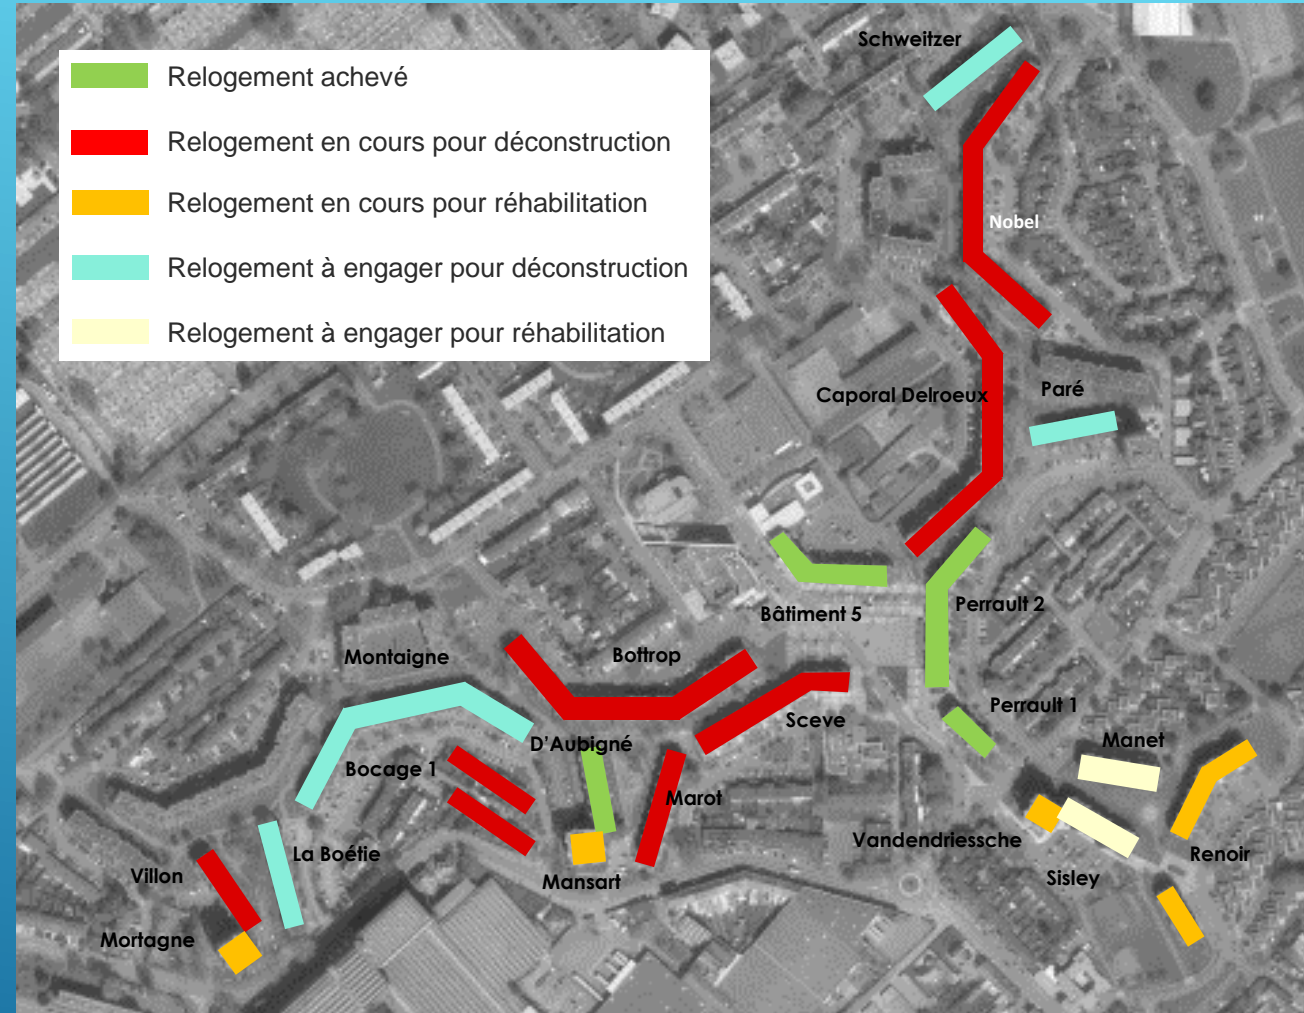 Schweitzer
Relogement achevé
Relogement en cours pour déconstruction
Relogement en cours pour réhabilitation
Nobel
Relogement à engager pour déconstruction
Relogement à engager pour réhabilitation
Caporal Delroeux
Paré
Bâtiment 5
Perrault 2
Montaigne
Bottrop
Perrault 1
Sceve
D'Aubigné
Manet
Bocage 1
Marot
Vandendriessche
La Boétie
Renoir
Villon
Mansart
Sisley
Mortagne